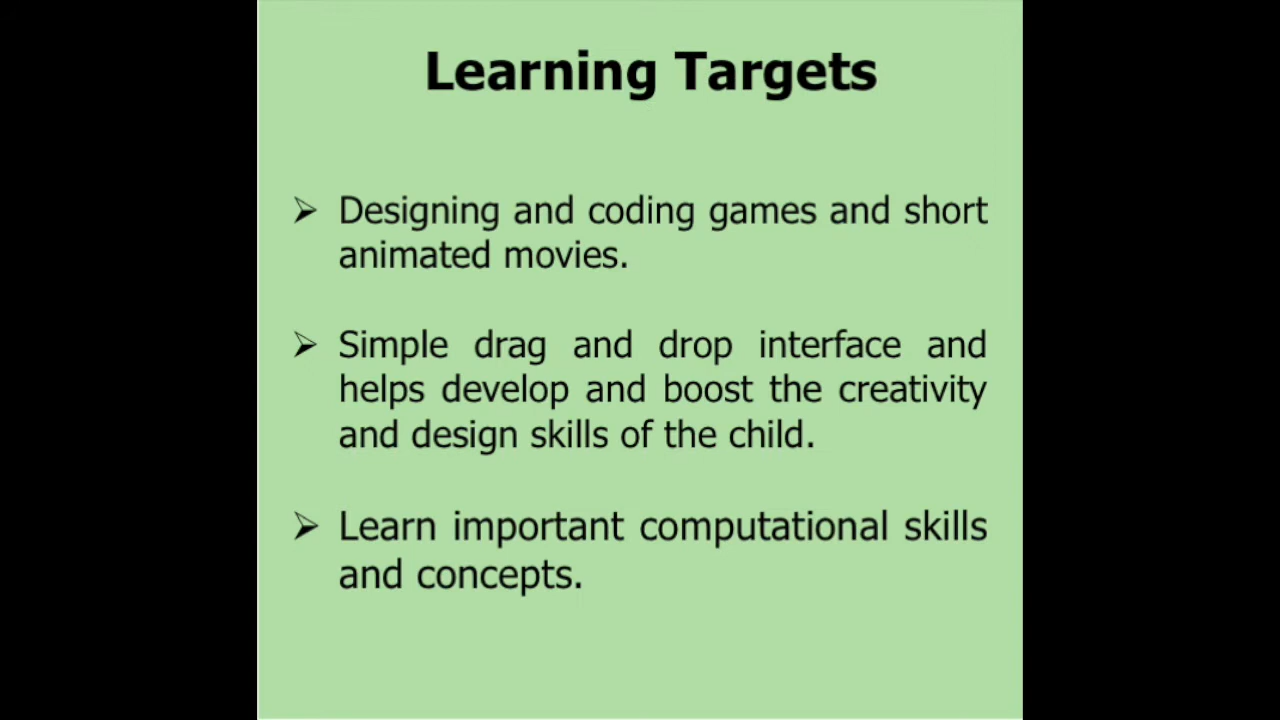 Learning Targets
➢ Designing and coding games and short
animated movies.
➢ Simple drag and drop interface and
helps develop and boost the creativity
and design skills of the child.
➢ Learn important computational skills
and concepts.